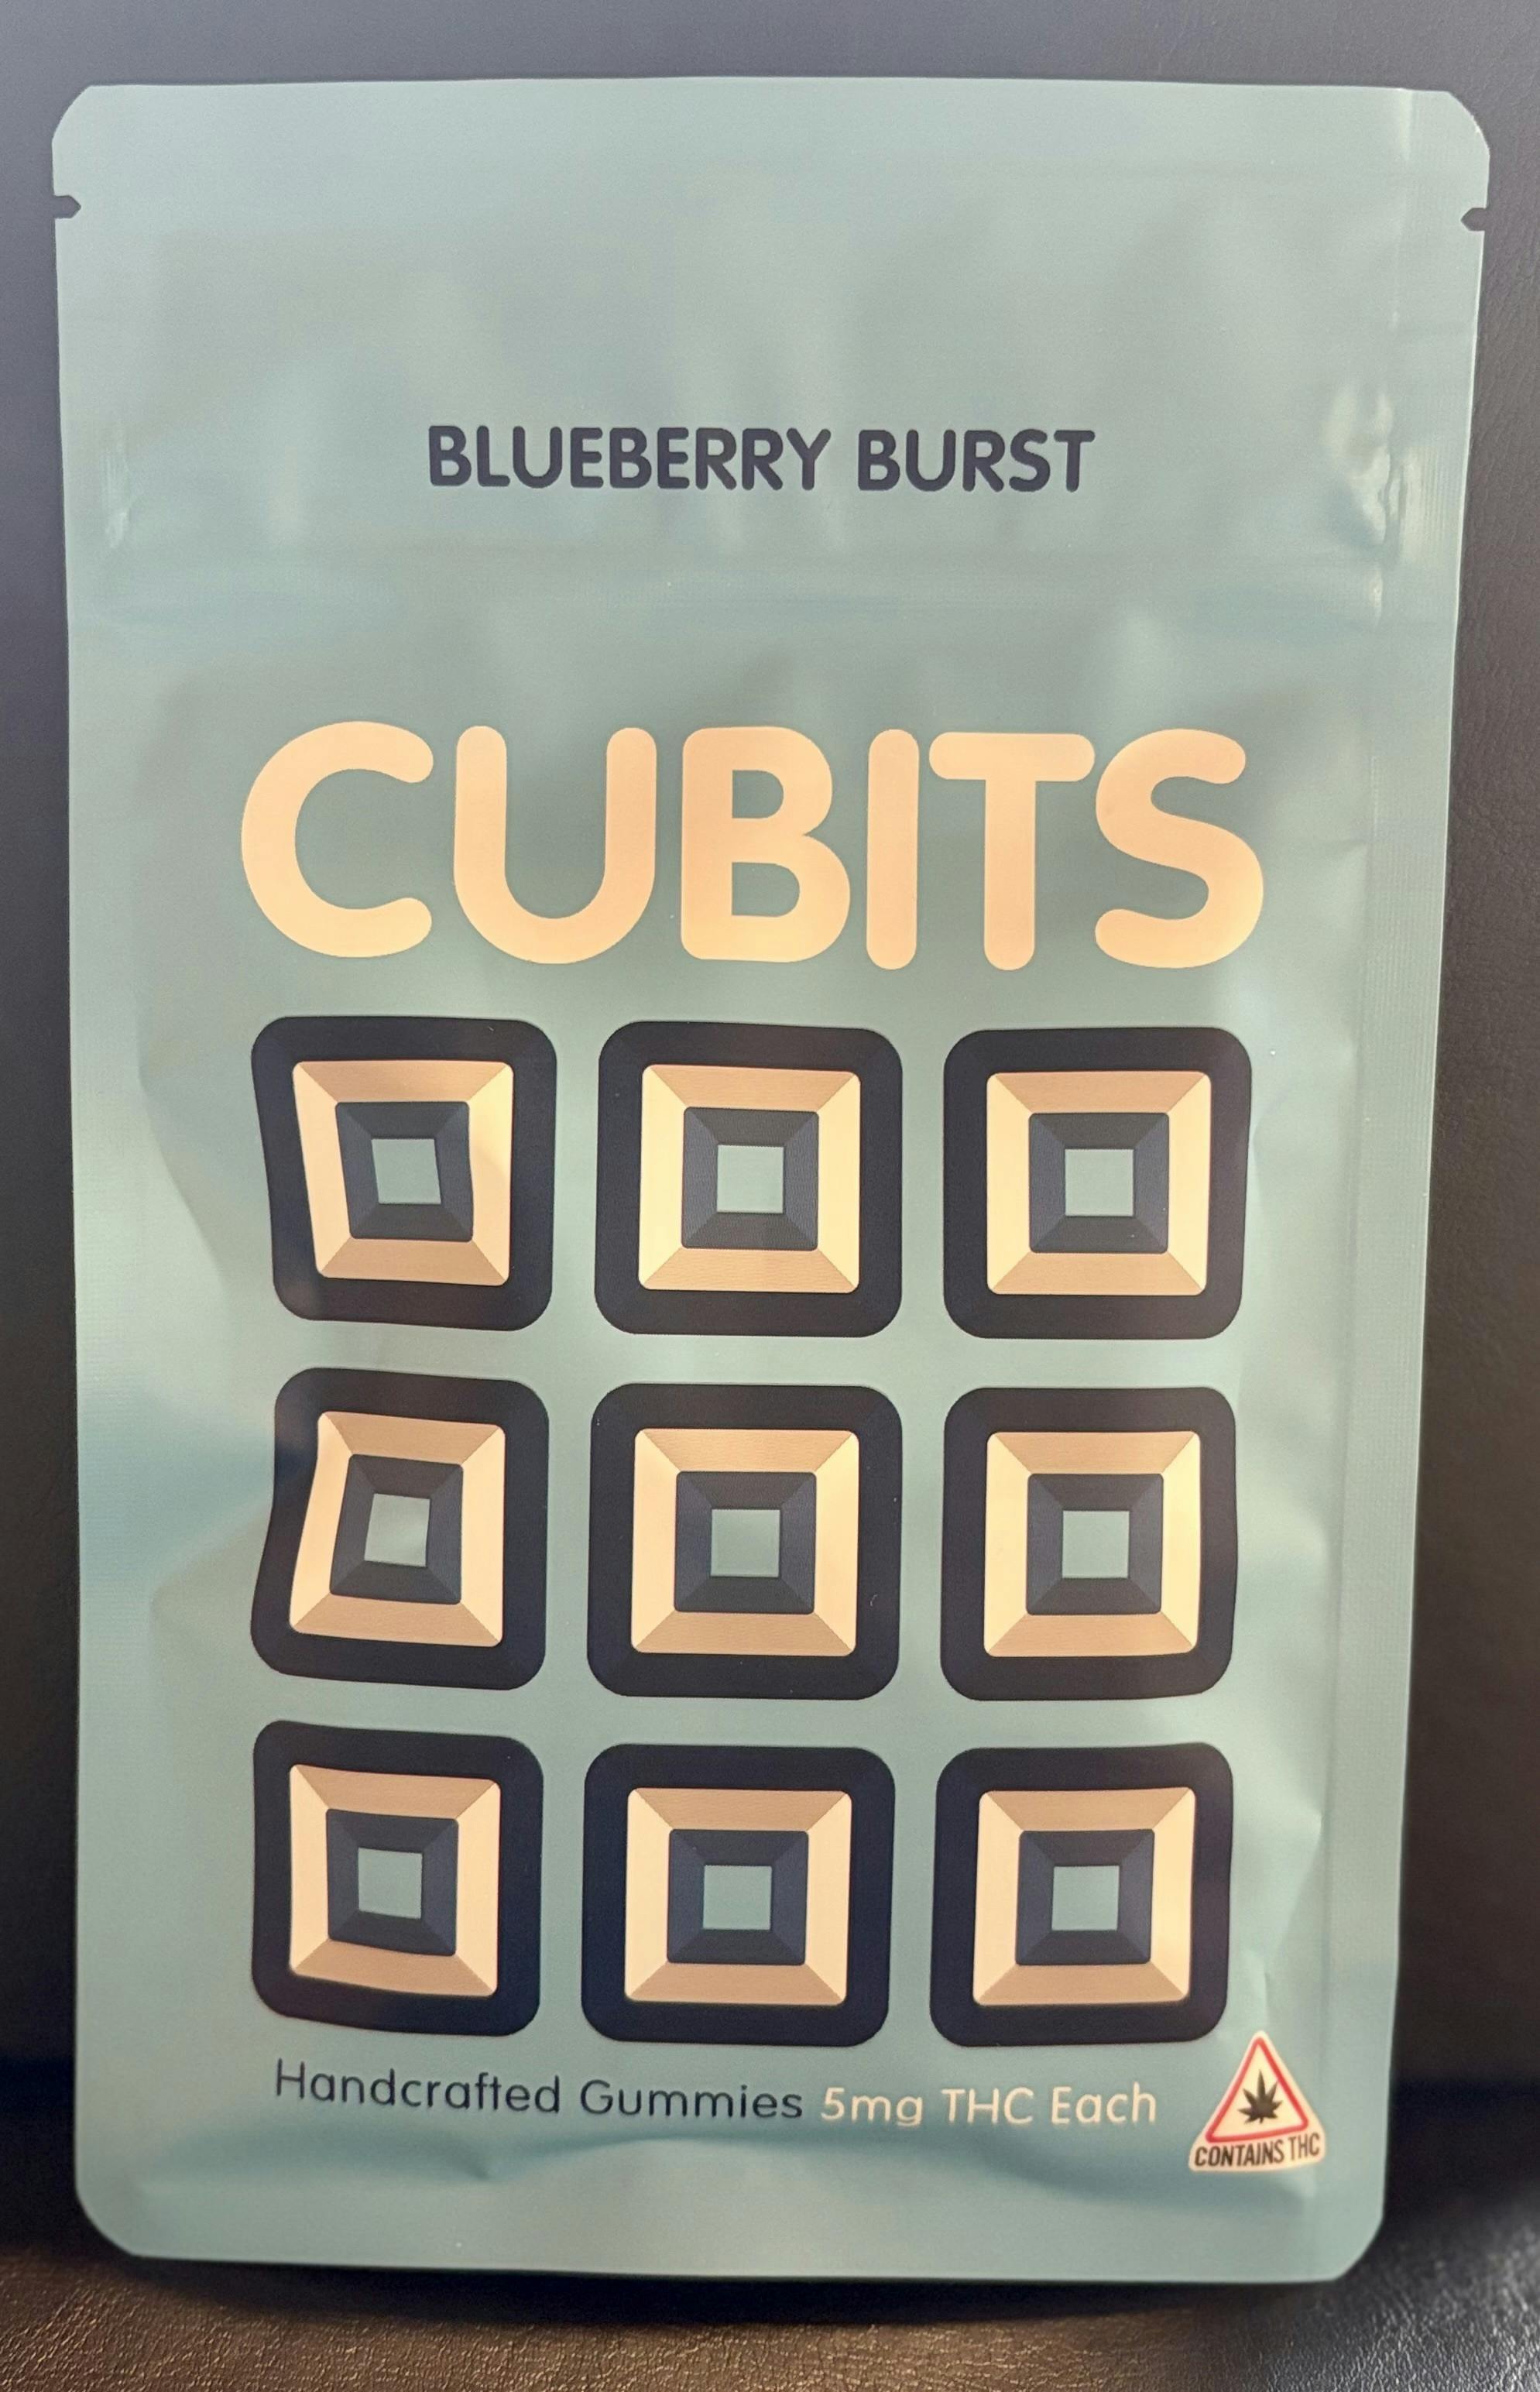 BLUEBERRY BURST
CUBITS
Handcrafted Gummies 5mg THC Each
CONTAINS THC